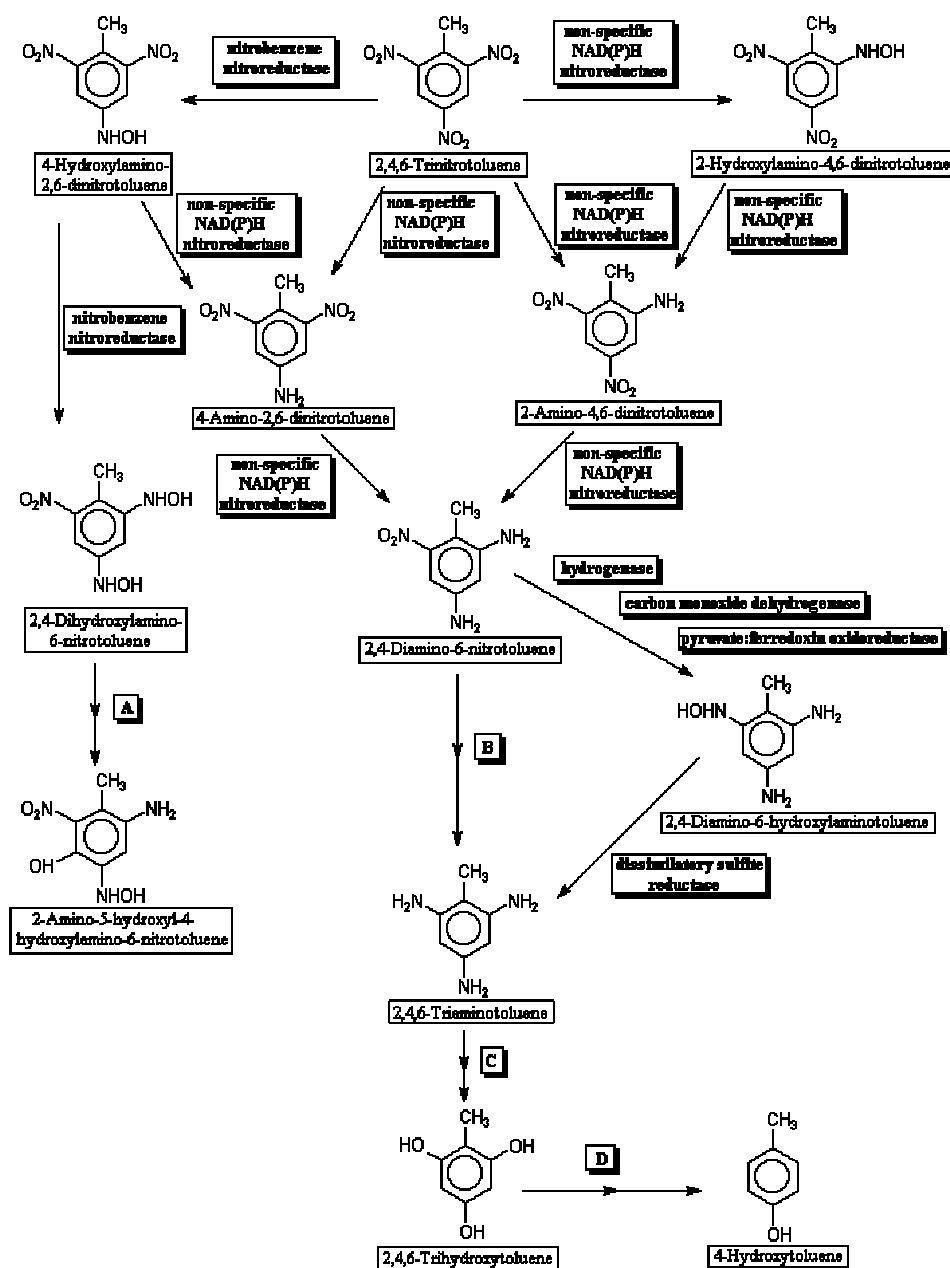 CH₃
CH₃
CH₃
O₂N
NO₂
nitrobenzene
nitroreductase
O₂N
NO₂
non-specific
NAD(P)H
nitroreductase
O₂N
NHOH
NHOH
NO₂
NO₂
4-Hydroxylamino-
2,6-dinitrotoluene
2,4,6-Trinitrotoluene
2-Hydroxylamino-4,6-dinitrotoluene
non-specific
NAD(P)H
nitroreductase
non-specific
NAD(P)H
nitroreductase
non-specific
NAD(P)H
nitroreductase
non-specific
NAD(P)H
nitroreductase
nitrobenzene
nitroreductase
CH₃
O₂N
NO₂
NH₂
4-Amino-2,6-dinitrotoluene
CH₃
O₂N
NH₂
NO₂
2-Amino-4,6-dinitrotoluene
non-specific
NAD(P)H
nitroreductase
non-specific
NAD(P)H
nitroreductase
CH₃
O₂N
NHOH
NHOH
2,4-Dihydroxylamino-
6-nitrotoluene
CH₃
O₂N
NH₂
NH₂
2,4-Diamino-6-nitrotoluene
hydrogenase
carbon monoxide dehydrogenase
pyruvate:ferredoxin oxidoreductase
A
B
CH₃
HOHN
NH₂
NH₂
2,4-Diamino-6-hydroxylaminotoluene
CH₃
O₂N
NH₂
OH
NHOH
2-Amino-5-hydroxyl-4-
hydroxylamino-6-nitrotoluene
dissimilatory sulfite
reductase
CH₃
H₂N
NH₂
NH₂
2,4,6-Triaminotoluene
C
CH₃
HO
OH
OH
2,4,6-Trihydroxytoluene
D
CH₃
OH
4-Hydroxytoluene